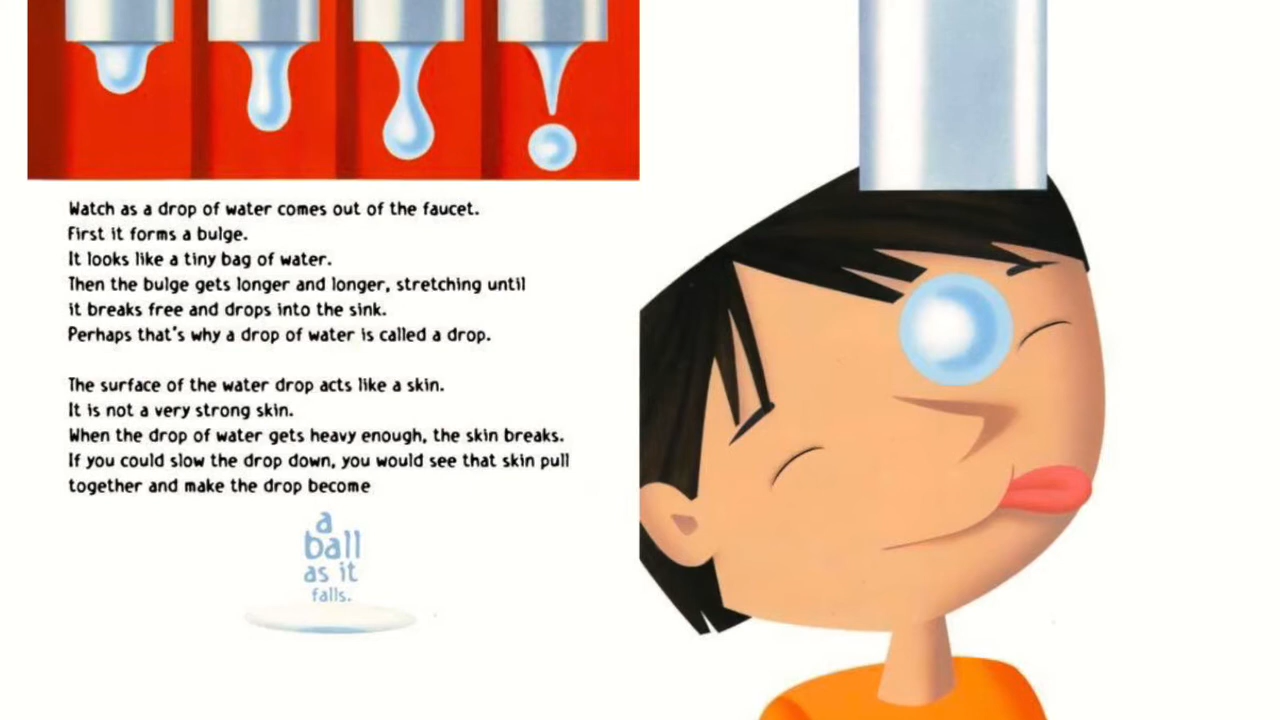 Watch as a drop of water comes out of the faucet.
First it forms a bulge.
It looks like a tiny bag of water.
Then the bulge gets longer and longer, stretching until
it breaks free and drops into the sink.
Perhaps that's why a drop of water is called a drop.
The surface of the water drop acts like a skin.
It is not a very strong skin.
When the drop of water gets heavy enough, the skin breaks.
If you could slow the drop down, you would see that skin pull
together and make the drop become
a
ball
as it
falls.